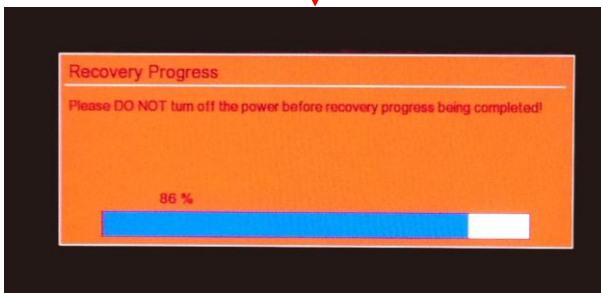 Recovery Progress
Please DO NOT turn off the power before recovery progress being completed!
86 %